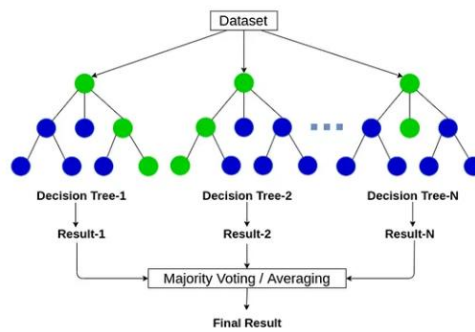 Dataset
Decision Tree-1 Decision Tree-2 Decision Tree-N
Result-1 Result-2 Result-N
Majority Voting / Averaging
Final Result